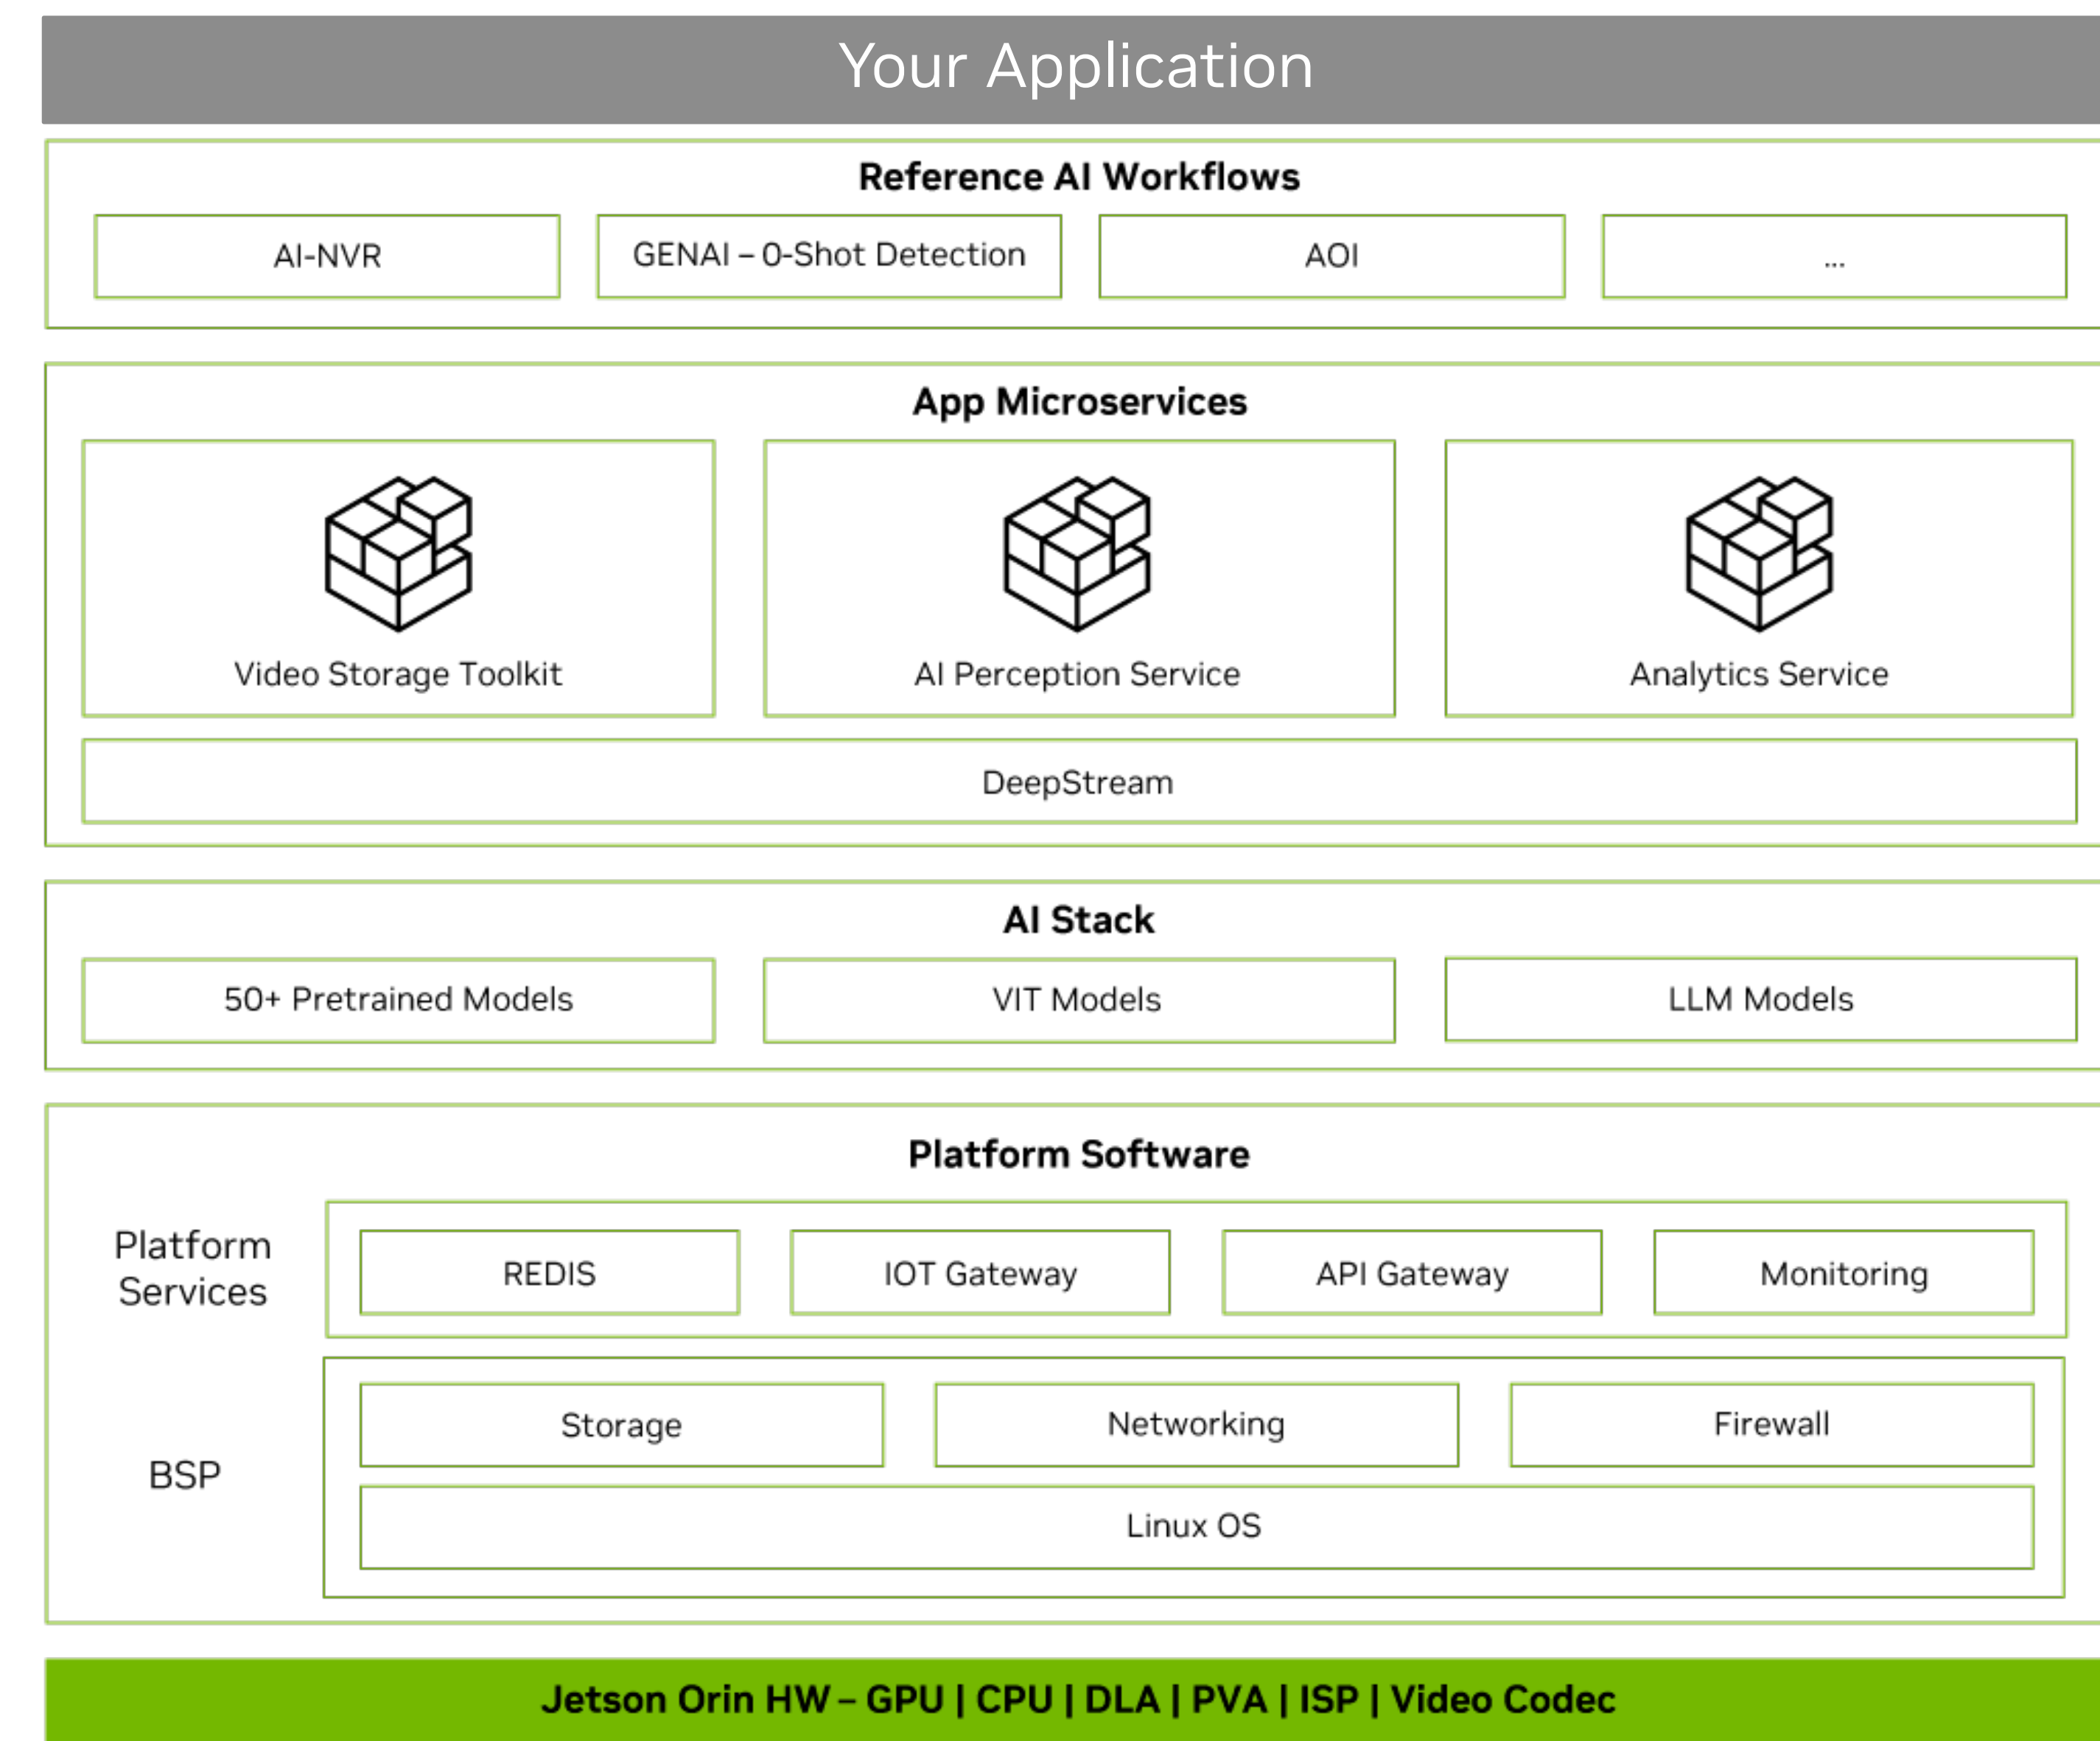 Your Application
Reference AI Workflows
AI-NVR
GENAI – 0-Shot Detection
AOI
...
App Microservices
Video Storage Toolkit
AI Perception Service
Analytics Service
DeepStream
AI Stack
50+ Pretrained Models
VIT Models
LLM Models
Platform Software
Platform
Services
REDIS
IOT Gateway
API Gateway
Monitoring
BSP
Storage
Networking
Firewall
Linux OS
Jetson Orin HW – GPU | CPU | DLA | PVA | ISP | Video Codec